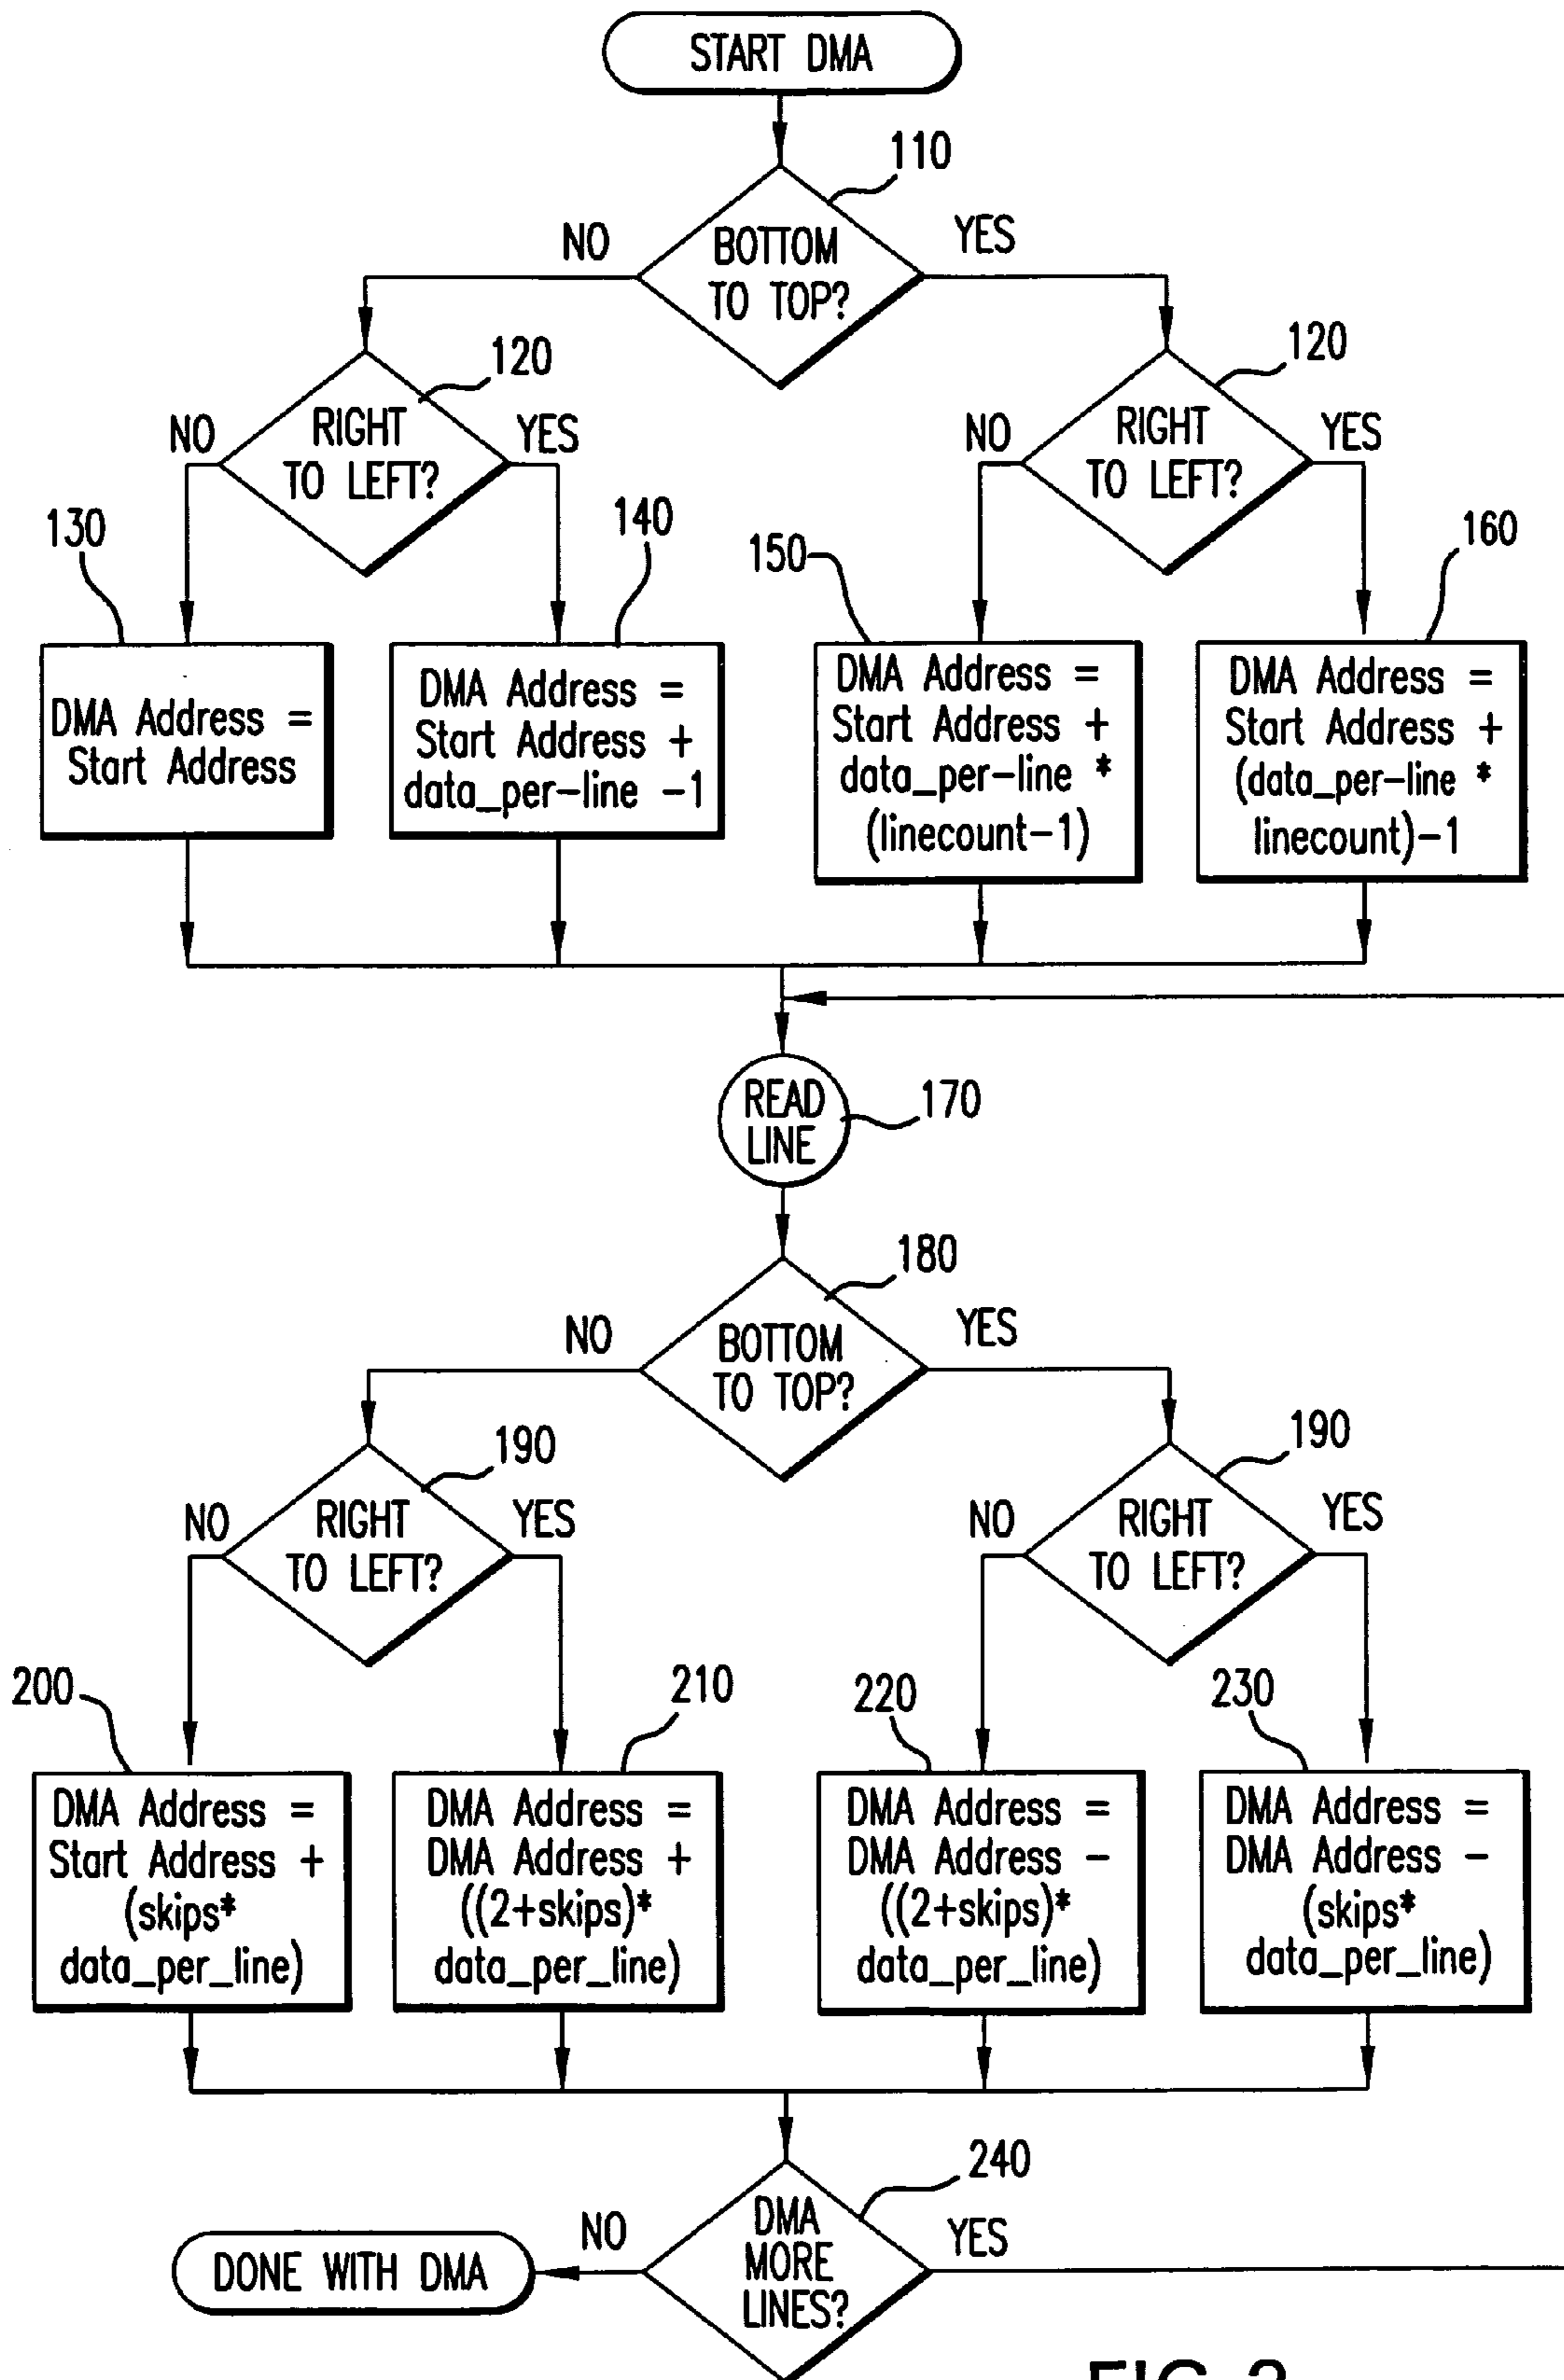 START DMA
110
NO
YES
BOTTOM
TO TOP?
120
120
NO
RIGHT
TO LEFT?
YES
NO
RIGHT
TO LEFT?
YES
130
140
150
160
DMA Address =
Start Address
DMA Address =
Start Address +
data_per-line -1
DMA Address =
Start Address +
data_per-line *
(linecount-1)
DMA Address =
Start Address +
(data_per-line *
linecount)-1
READ
LINE
170
180
NO
YES
BOTTOM
TO TOP?
190
190
NO
RIGHT
TO LEFT?
YES
NO
RIGHT
TO LEFT?
YES
200
210
220
230
DMA Address =
Start Address +
(skips*
data_per_line)
DMA Address =
DMA Address +
((2+skips)*
data_per_line)
DMA Address =
DMA Address -
((2+skips)*
data_per_line)
DMA Address =
DMA Address -
(skips*
data_per_line)
240
DONE WITH DMA
NO
DMA
MORE
LINES?
YES